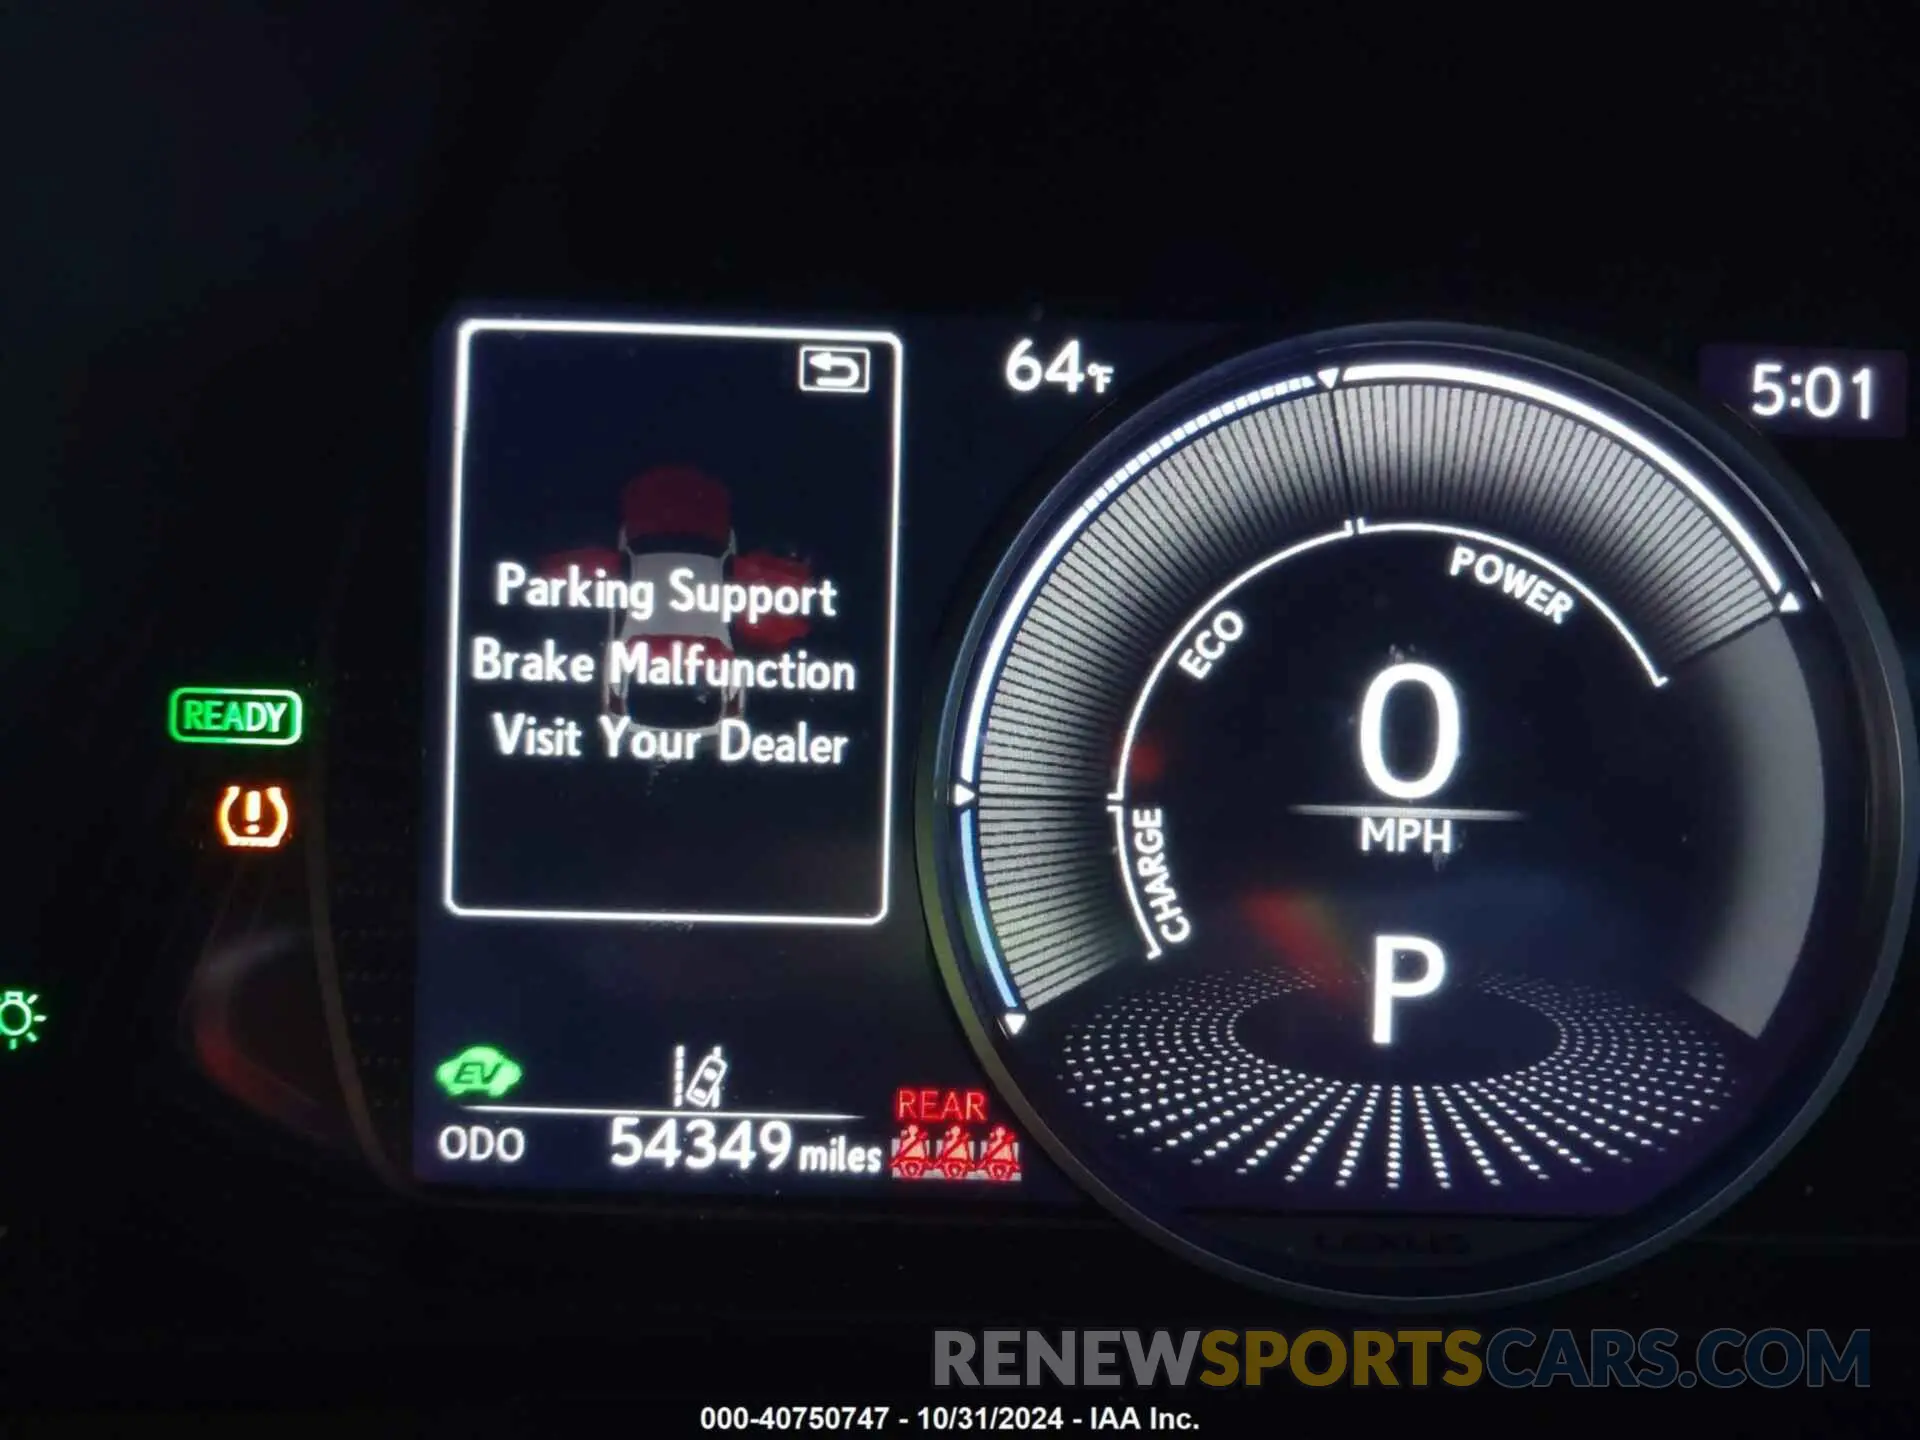 64°F
5:01
Parking Support
Brake Malfunction
Visit Your Dealer
POWER
ECO
CHARGE
0
MPH
READY
P
EV
REAR
ODO 54349 miles
LEXUS
RENEWSPORTSCARS.COM
000-40750747 - 10/31/2024 - IAA Inc.